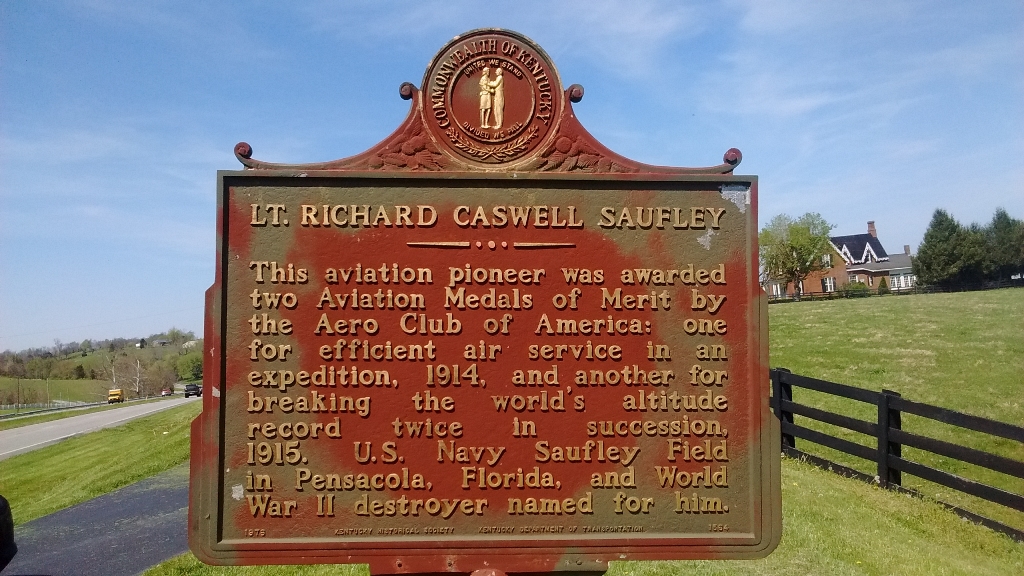 COMMONWEALTH OF KENTUCKY
UNITED WE STAND
DIVIDED WE FALL
LT. RICHARD CASWELL SAUFLEY
This aviation pioneer was awarded
two Aviation Medals of Merit by
the Aero Club of America: one
for efficient air service in an
expedition, 1914, and another for
breaking the world's altitude
record twice in succession,
1915. U.S. Navy Saufley Field
in Pensacola, Florida, and World
War II destroyer named for him.
1975 KENTUCKY HISTORICAL SOCIETY KENTUCKY DEPARTMENT OF TRANSPORTATION 1534